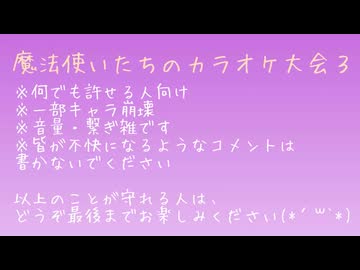 魔法使いたちのカラオケ大会3
※何でも許せる人向け
※一部キャラ崩壊
※音量・繋ぎ雑です
※皆が不快になるようなコメントは
書かないでください
以上のことが守れる人は、
どうぞ最後までお楽しみください(*´꒳`*)